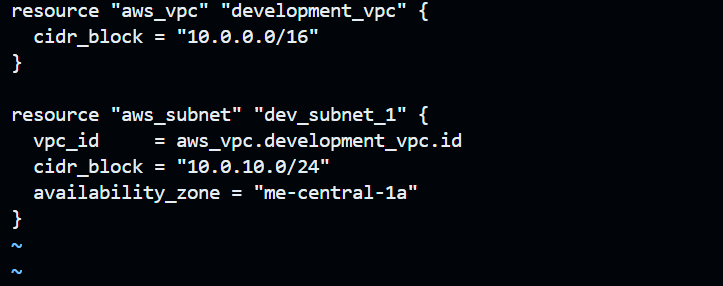 resource "aws_vpc" "development_vpc" {
  cidr_block = "10.0.0.0/16"
}

resource "aws_subnet" "dev_subnet_1" {
  vpc_id     = aws_vpc.development_vpc.id
  cidr_block = "10.0.10.0/24"
  availability_zone = "me-central-1a"
}
~
~